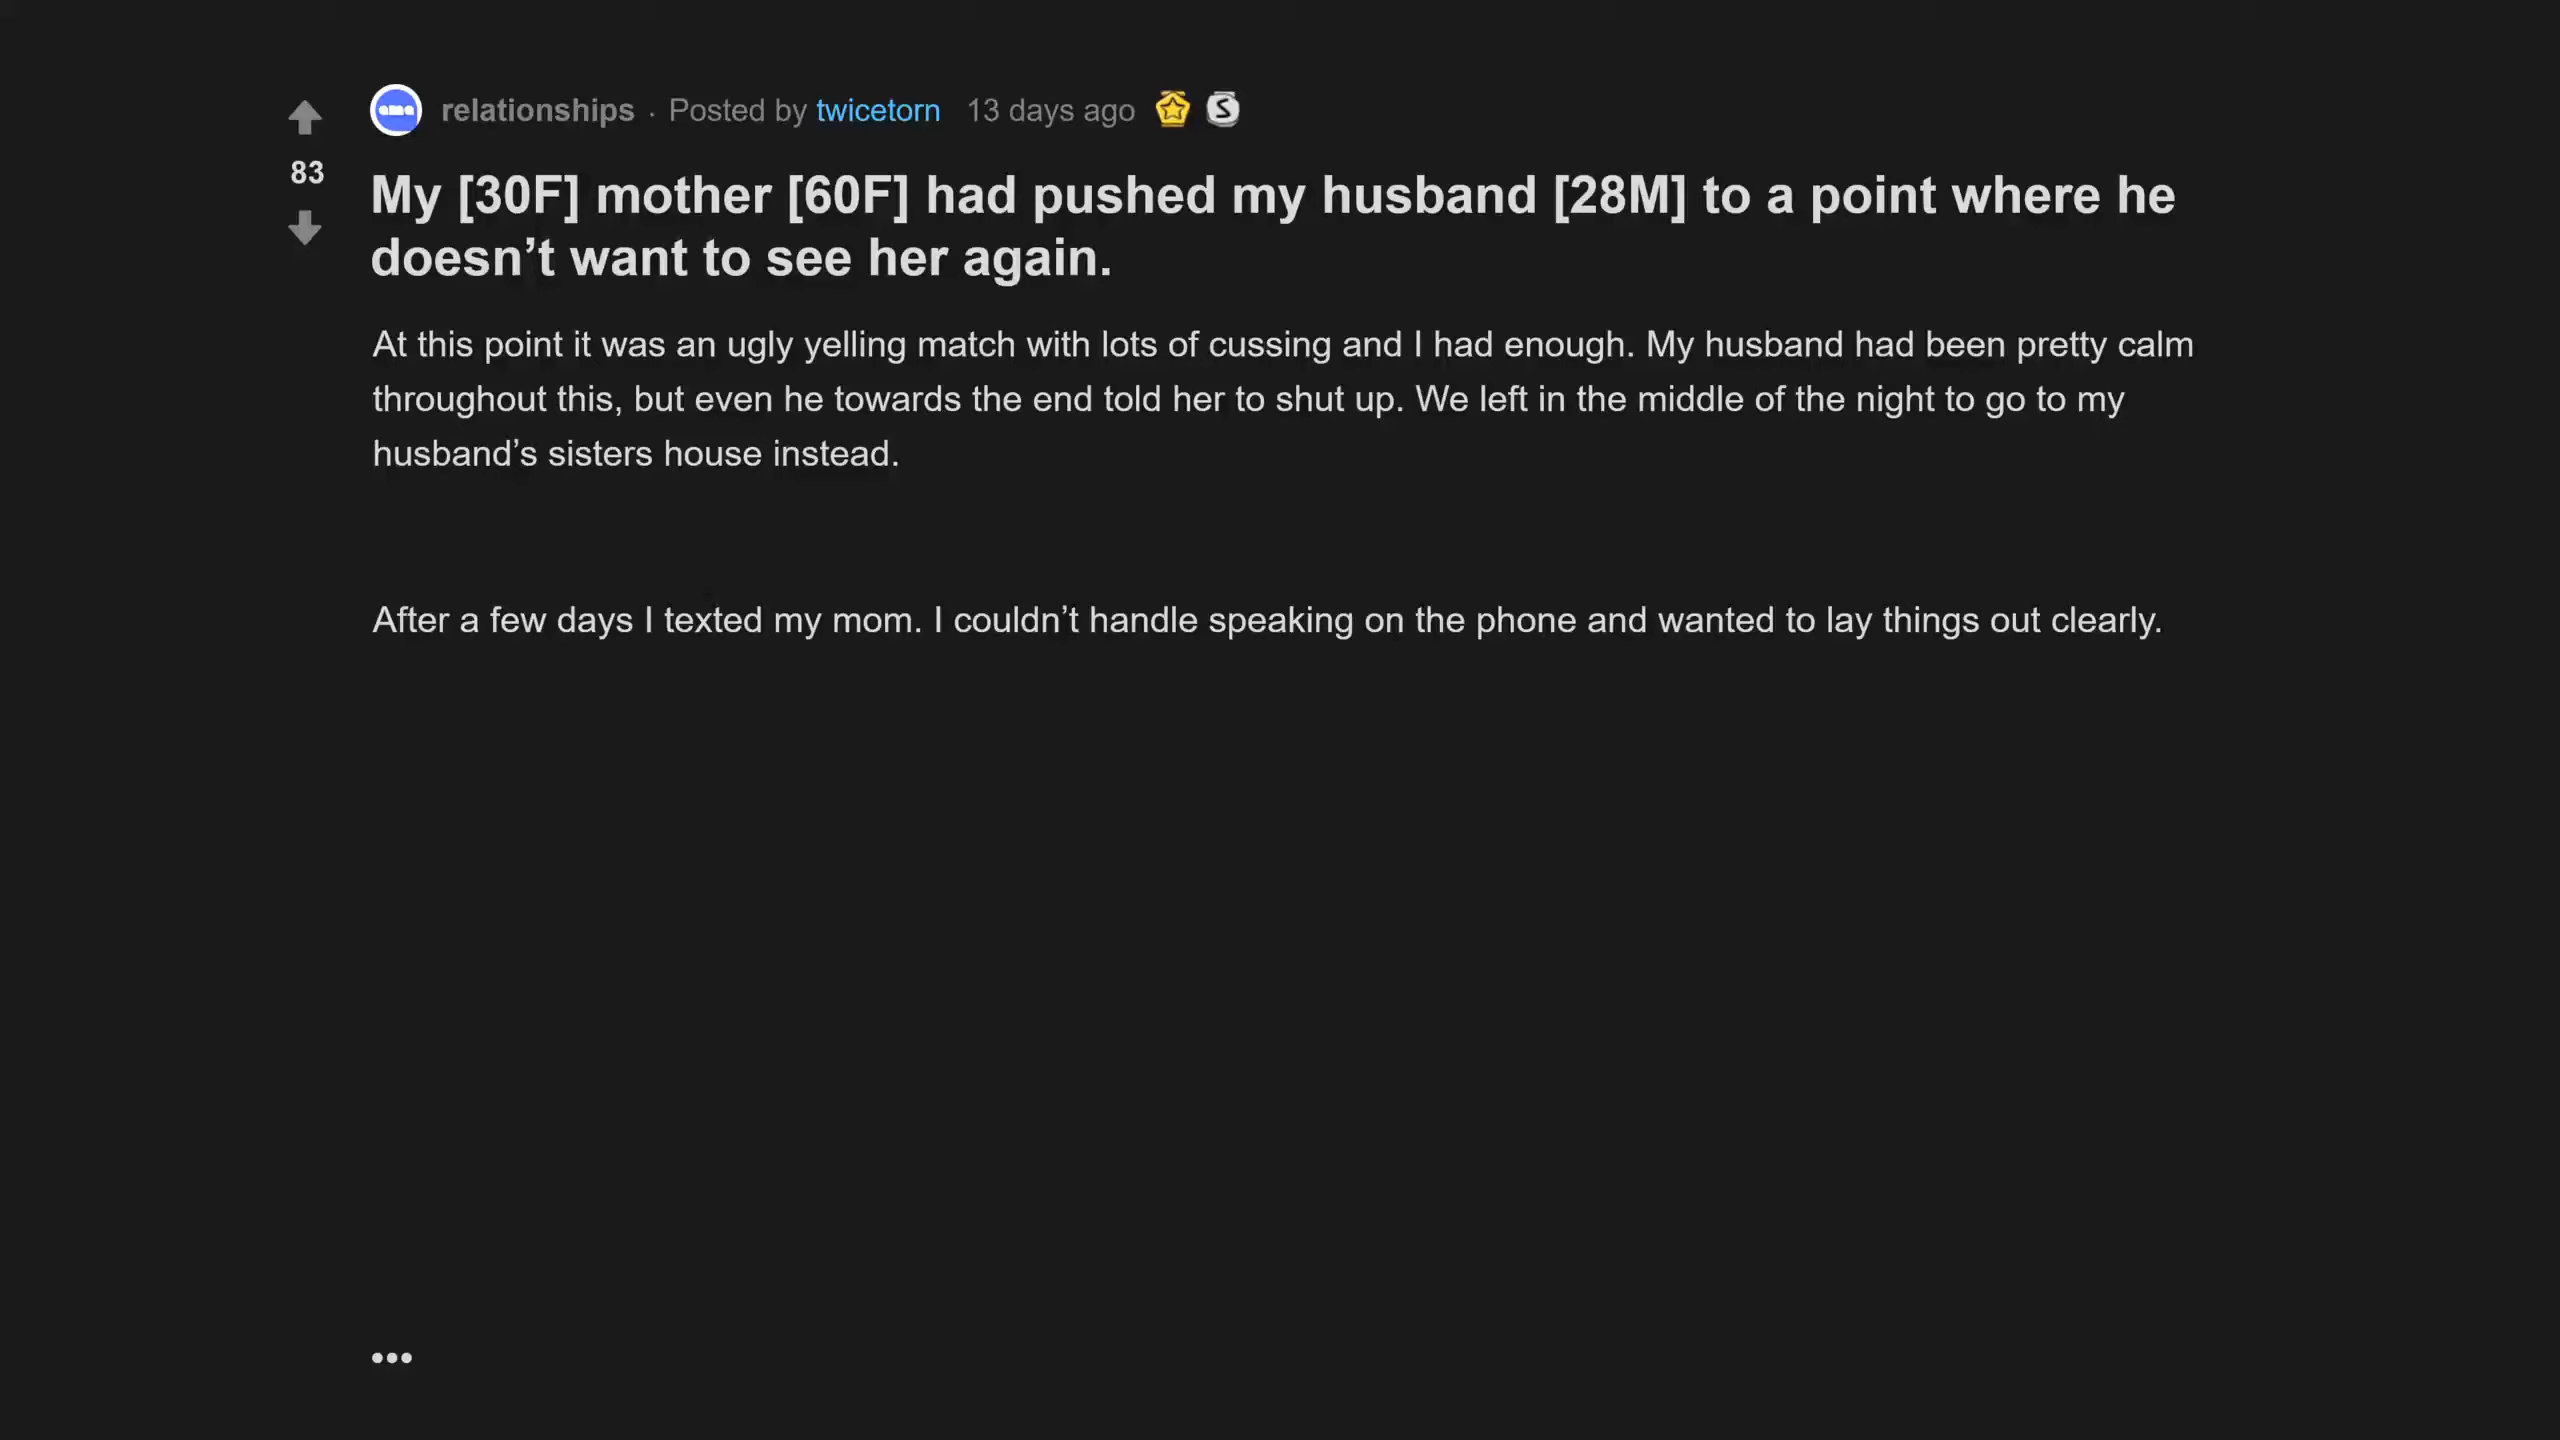 relationships · Posted by twicetorn 13 days ago
83
My [30F] mother [60F] had pushed my husband [28M] to a point where he
doesn’t want to see her again.
At this point it was an ugly yelling match with lots of cussing and I had enough. My husband had been pretty calm
throughout this, but even he towards the end told her to shut up. We left in the middle of the night to go to my
husband’s sisters house instead.
After a few days I texted my mom. I couldn’t handle speaking on the phone and wanted to lay things out clearly.